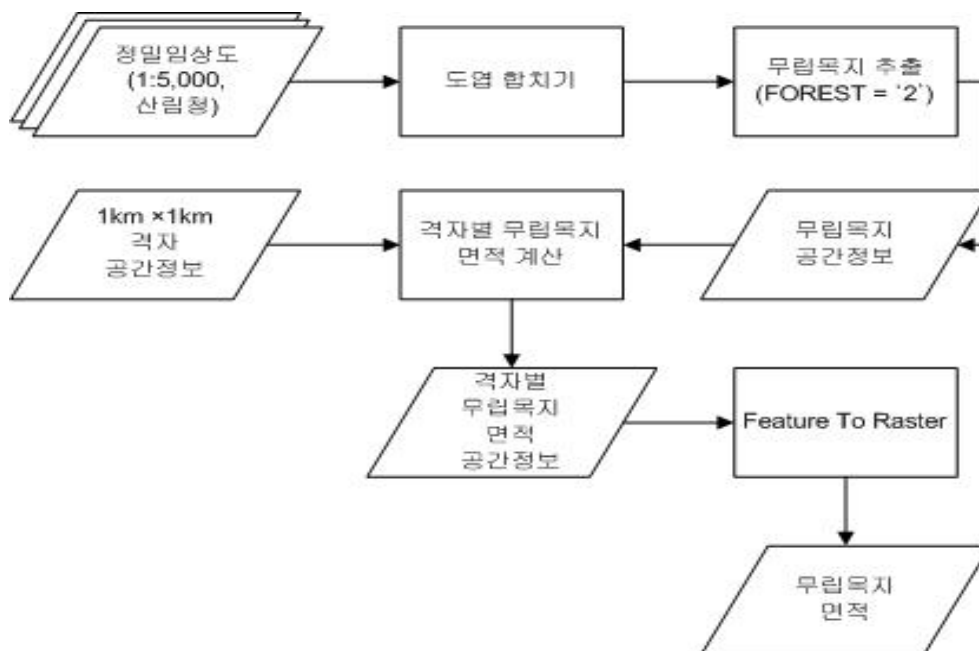 정밀임상도
(1:5,000,
산림청)
도엽 합치기
무립목지 추출
(FOREST = ‘2’)
1km ×1km
격자
공간정보
격자별 무립목지
면적 계산
무립목지
공간정보
격자별
무립목지
면적
공간정보
Feature To Raster
무립목지
면적